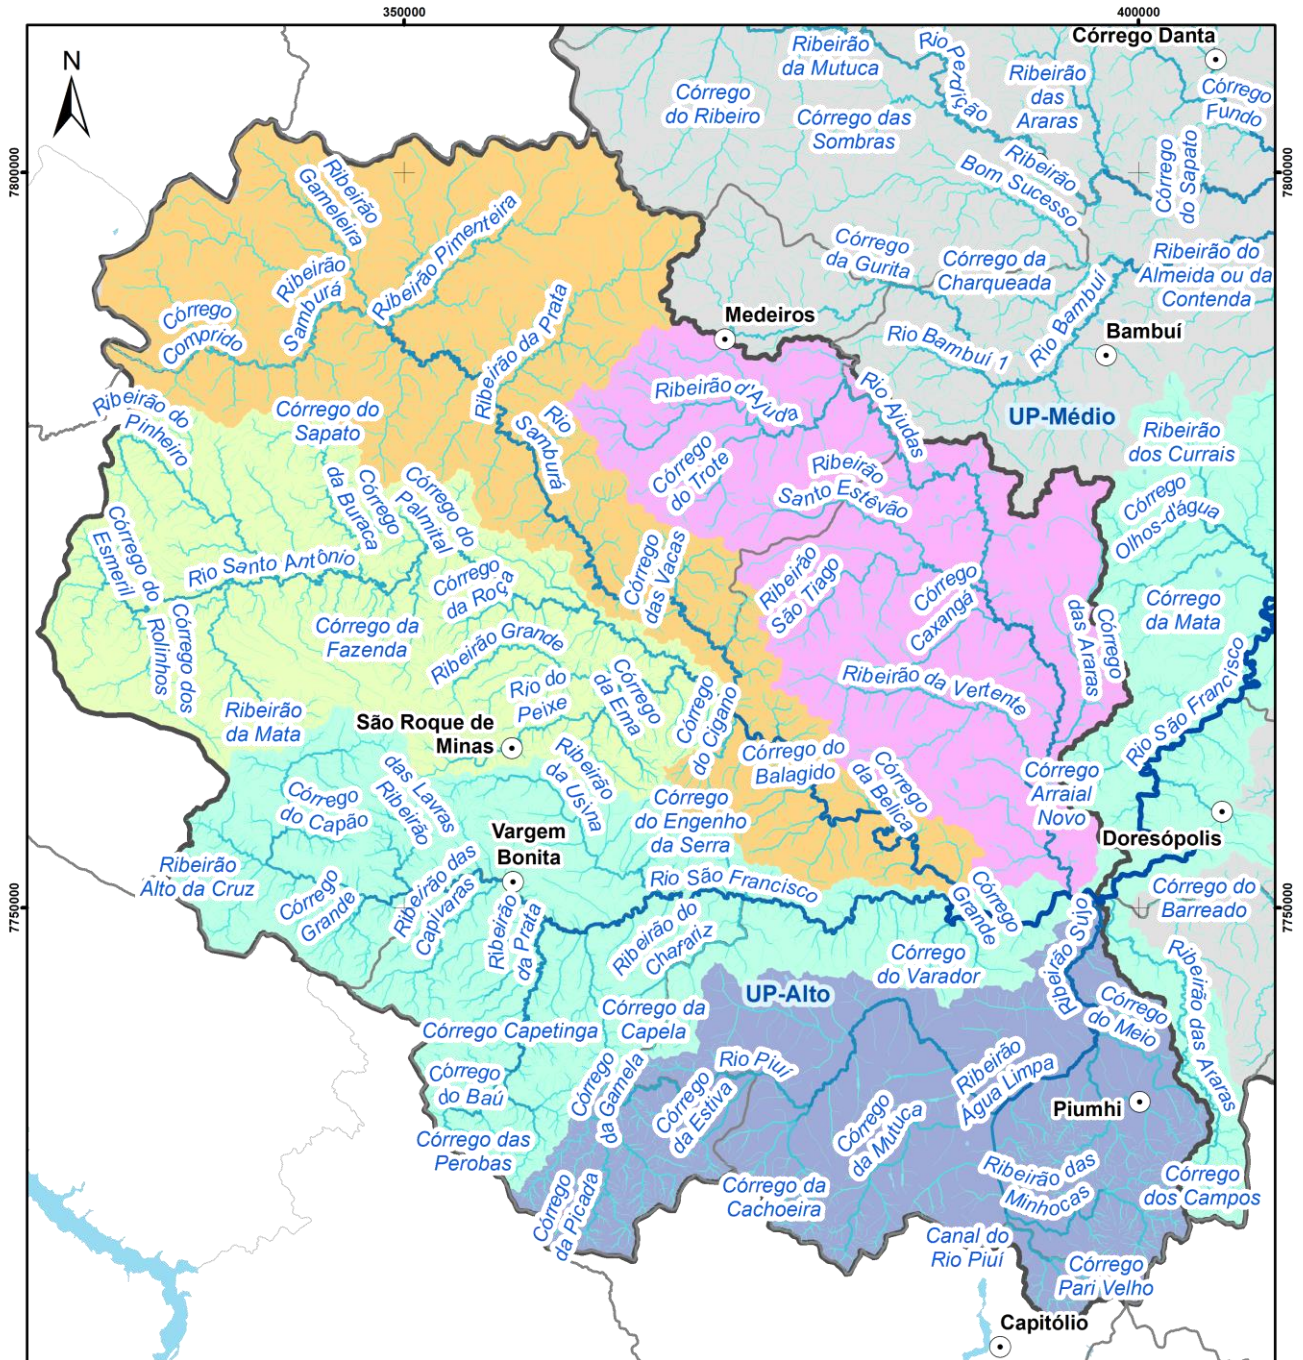 350000
400000
N
Córrego Danta
Ribeirão
da Mutuca
Rio Perdição
Ribeirão
das
Araras
Córrego
Fundo
Córrego
do Ribeiro
Córrego das
Sombras
7800000
7800000
Ribeirão
Gameleira
Ribeirão
Bom Sucesso
Córrego
do Sapato
Ribeirão Pimenteira
Córrego
da Gurita
Córrego da
Charqueada
Ribeirão do
Almeida ou da
Contenda
Ribeirão
Samburá
Córrego
Comprido
Ribeirão da Prata
Medeiros
Rio Bambuí 1
Rio Bambuí
Bambuí
Ribeirão do
Pinheiro
Córrego do
Sapato
Rio
Samburá
Ribeirão d'Ajuda
Rio Ajudas
UP-Médio
Ribeirão
dos Currais
Córrego
do Trote
Ribeirão
Santo Estêvão
Córrego
Olhos-d'água
Córrego
da Buraca
Córrego do
Palmital
Córrego do
Esmeril
Rio Santo Antônio
Córrego
da Roça
Córrego
das Vacas
Ribeirão
São Tiago
Córrego
Caxangá
Córrego
das Araras
Córrego
da Mata
Córrego dos
Rolinhos
Córrego da
Fazenda
Ribeirão Grande
Rio do
Peixe
Córrego
da Ema
Córrego
do Cigano
Ribeirão da Vertente
Rio São Francisco
Ribeirão
da Mata
São Roque de
Minas
Ribeirão
da Usina
Córrego do
Balagido
Córrego
da Belica
Córrego
Arraial
Novo
Córrego
do Capão
Ribeirão
das Lavras
Córrego
do Engenho
da Serra
Doresópolis
Vargem
Bonita
Ribeirão
Alto da Cruz
Córrego
Grande
Ribeirão das
Capivaras
Ribeirão
da Prata
Rio São Francisco
Córrego
Grande
Córrego do
Barreado
7750000
7750000
Ribeirão do
Chafariz
Córrego
do Varador
Ribeirão Sujo
Ribeirão das Araras
UP-Alto
Córrego Capetinga
Córrego da
Capela
Córrego
do Meio
Córrego
do Baú
Córrego
da Gamela
Rio Piuí
Córrego
da Estiva
Ribeirão
Água Limpa
Piumhi
Córrego
da Mutuca
Córrego das
Perobas
Córrego
da Picada
Córrego da
Cachoeira
Ribeirão das
Minhocas
Córrego
dos Campos
Canal do
Rio Piuí
Córrego
Pari Velho
Capitólio